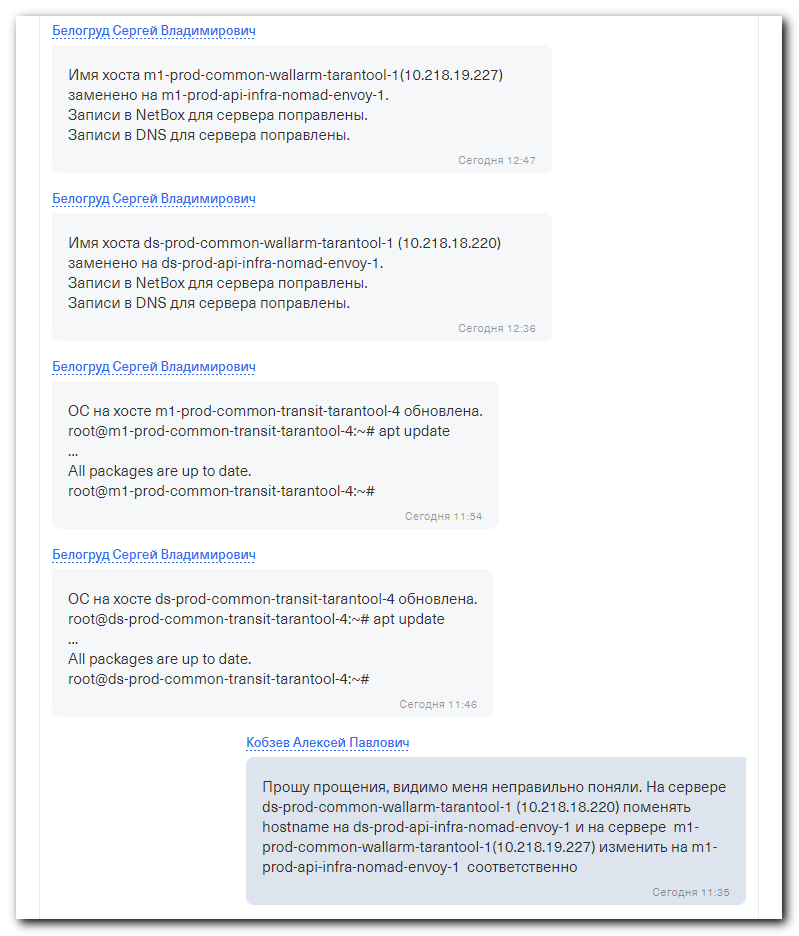 Белогруд Сергей Владимирович
Имя хоста m1-prod-common-wallarm-tarantool-1(10.218.19.227)
заменено на m1-prod-api-infra-nomad-envoy-1.
Записи в NetBox для сервера поправлены.
Записи в DNS для сервера поправлены.
Сегодня 12:47
Белогруд Сергей Владимирович
Имя хоста ds-prod-common-wallarm-tarantool-1 (10.218.18.220)
заменено на ds-prod-api-infra-nomad-envoy-1.
Записи в NetBox для сервера поправлены.
Записи в DNS для сервера поправлены.
Сегодня 12:36
Белогруд Сергей Владимирович
ОС на хосте m1-prod-common-transit-tarantool-4 обновлена.
root@m1-prod-common-transit-tarantool-4:~# apt update
...
All packages are up to date.
root@m1-prod-common-transit-tarantool-4:~#
Сегодня 11:54
Белогруд Сергей Владимирович
ОС на хосте ds-prod-common-transit-tarantool-4 обновлена.
root@ds-prod-common-transit-tarantool-4:~# apt update
...
All packages are up to date.
root@ds-prod-common-transit-tarantool-4:~#
Сегодня 11:46
Кобзев Алексей Павлович
Прошу прощения, видимо меня неправильно поняли. На сервере
ds-prod-common-wallarm-tarantool-1 (10.218.18.220) поменять
hostname на ds-prod-api-infra-nomad-envoy-1 и на сервере  m1-
prod-common-wallarm-tarantool-1(10.218.19.227) изменить на m1-
prod-api-infra-nomad-envoy-1  соответственно
Сегодня 11:35